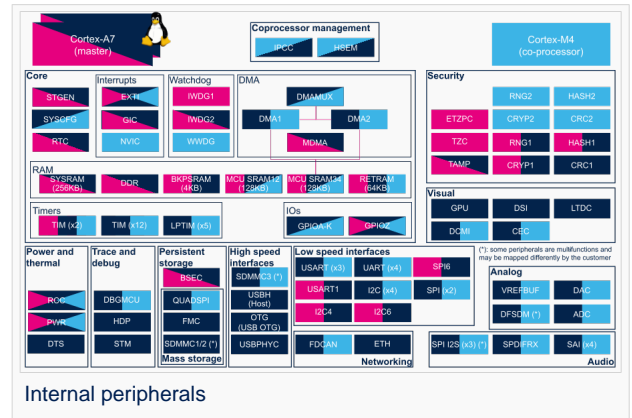 Cortex-A7
(master)
Coprocessor management
IPCC
HSEM
Cortex-M4
(co-processor)
Core
STGEN
SYSCFG
RTC
Interrupts
EXTI
GIC
NVIC
Watchdog
IWDG1
IWDG2
WWDG
DMA
DMAMUX
DMA1
DMA2
MDMA
Security
RNG2
HASH2
ETZPC
CRYP2
CRC2
TZC
RNG1
HASH1
TAMP
CRYP1
CRC1
RAM
SYSRAM
(256KB)
DDR
BKPSRAM
(4KB)
MCU SRAM12
(128KB)
MCU SRAM34
(128KB)
RETRAM
(64KB)
Timers
TIM (x2)
TIM (x12)
LPTIM (x5)
IOs
GPIOA-K
GPIOZ
Visual
GPU
DSI
LTDC
DCMI
CEC
(*): some peripherals are multifunctions and
may be mapped differently by the customer
Power and
thermal
RCC
PWR
DTS
Trace and
debug
DBGMCU
HDP
STM
Persistent
storage
BSEC
QUADSPI
FMC
SDMMC1/2 (*)
Mass storage
High speed
interfaces
SDMMC3 (*)
USBH
(Host)
OTG
(USB OTG)
USBPHYC
Low speed interfaces
USART (x3)
UART (x4)
SPI6
USART1
I2C (x4)
SPI (x2)
I2C4
I2C6
FDCAN
ETH
Networking
Analog
VREFBUF
DAC
DFSDM (*)
ADC
SPI I2S (x3) (*)
SPDIFRX
SAI (x4)
Audio
Internal peripherals